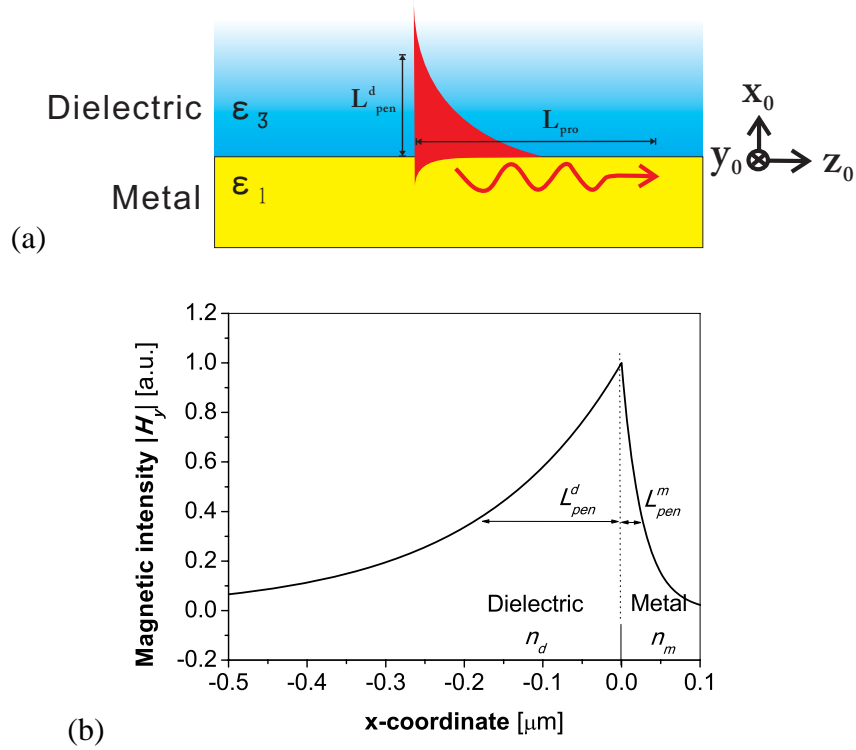 Dielectric
ε₃
L^d_pen
L_pro
x₀
y₀
z₀
Metal
ε₁
(a)
1.2
1.0
0.8
0.6
0.4
0.2
0.0
-0.2
Magnetic intensity |H_y| [a.u.]
L^d_pen
L^m_pen
Dielectric
Metal
n_d
n_m
-0.5
-0.4
-0.3
-0.2
-0.1
0.0
0.1
x-coordinate [μm]
(b)